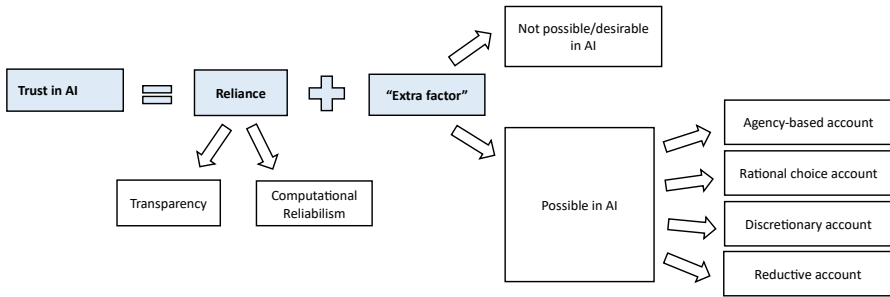 Trust in AI
Reliance
“Extra factor”
Not possible/desirable
in AI
Transparency
Computational
Reliabilism
Possible in AI
Agency-based account
Rational choice account
Discretionary account
Reductive account